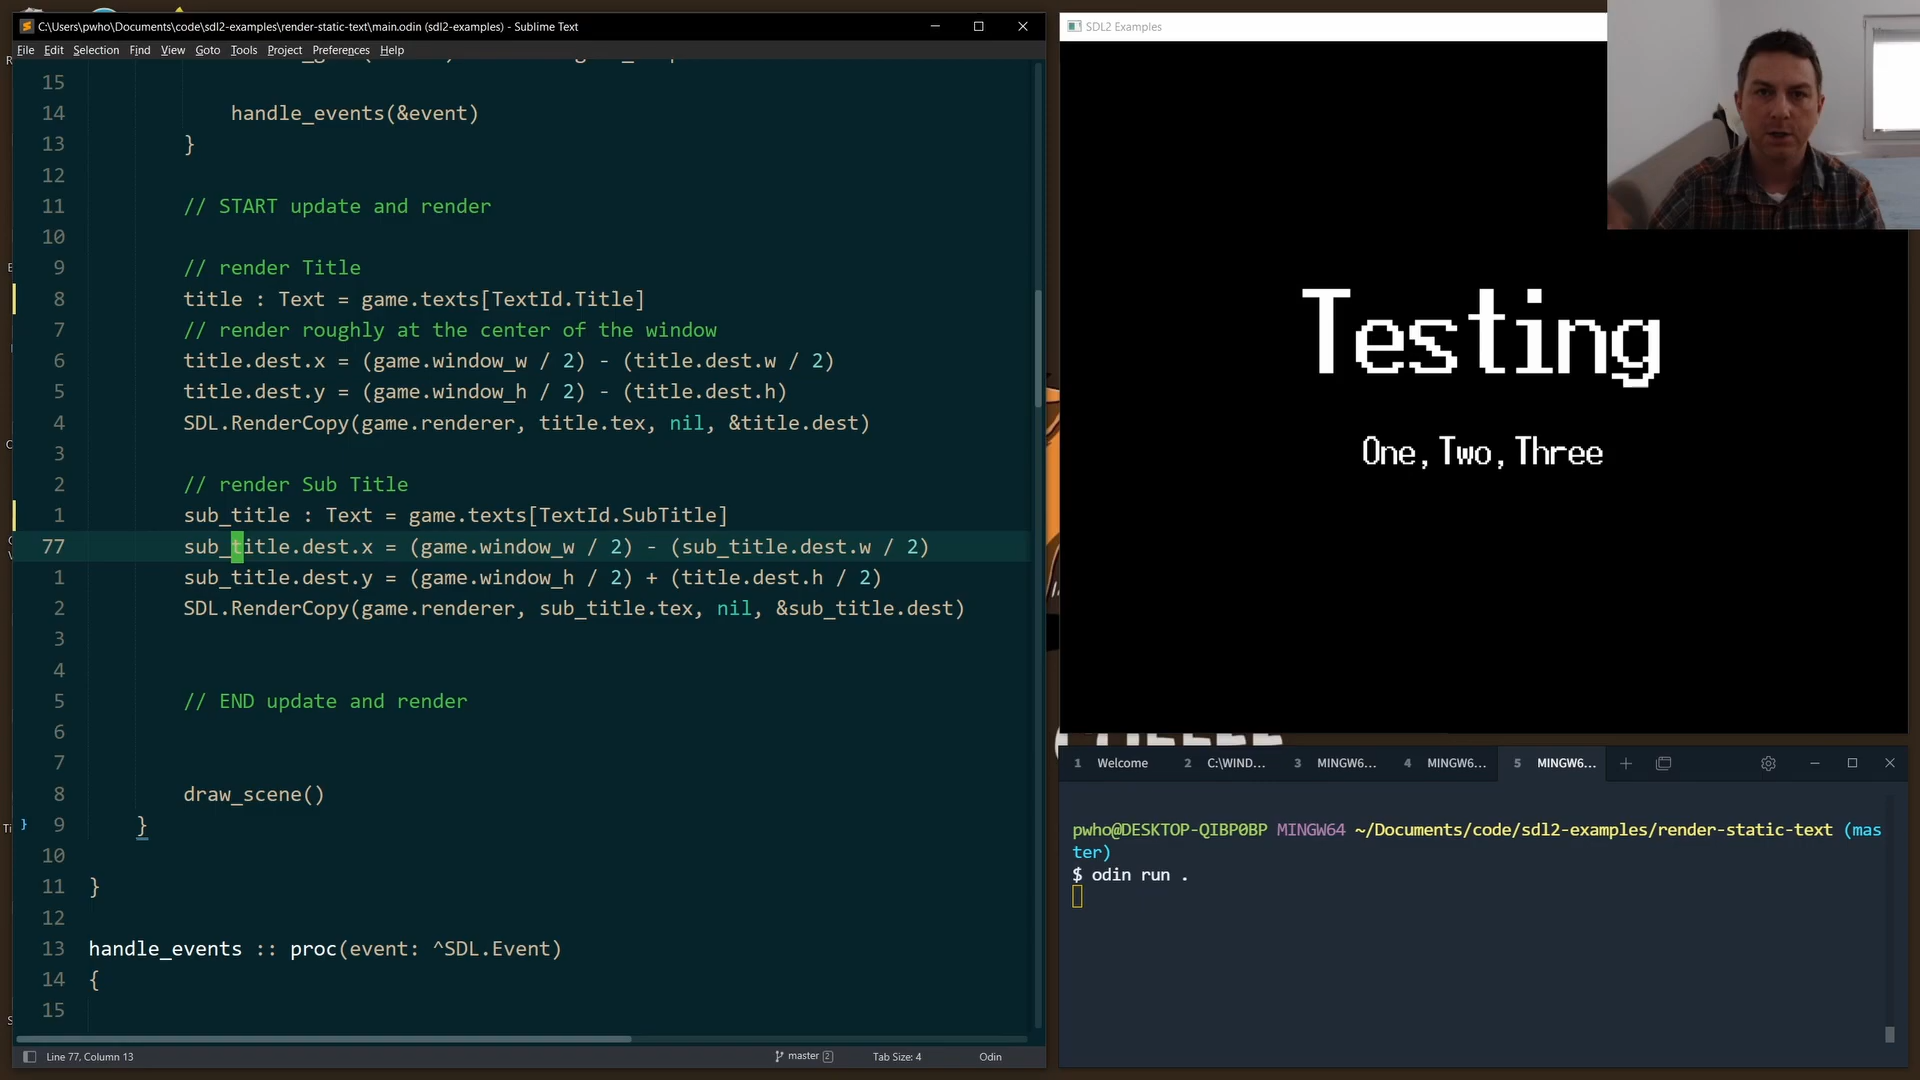 C:\Users\pwho\Documents\code\sdl2-examples\render-static-text\main.odin (sdl2-examples) - Sublime Text
File Edit Selection Find View Goto Tools Project Preferences Help
15
14 handle_events(&event)
13 }
12
11 // START update and render
10
9 // render Title
8 title : Text = game.texts[TextId.Title]
7 // render roughly at the center of the window
6 title.dest.x = (game.window_w / 2) - (title.dest.w / 2)
5 title.dest.y = (game.window_h / 2) - (title.dest.h)
4 SDL.RenderCopy(game.renderer, title.tex, nil, &title.dest)
3
2 // render Sub Title
1 sub_title : Text = game.texts[TextId.SubTitle]
77 sub_title.dest.x = (game.window_w / 2) - (sub_title.dest.w / 2)
1 sub_title.dest.y = (game.window_h / 2) + (title.dest.h / 2)
2 SDL.RenderCopy(game.renderer, sub_title.tex, nil, &sub_title.dest)
3
4
5 // END update and render
6
7
8 draw_scene()
} 9 }
10
11 }
12
13 handle_events :: proc(event: ^SDL.Event)
14 {
15
Line 77, Column 13 master 2 Tab Size: 4 Odin
SDL2 Examples
Testing
One,Two,Three
1 Welcome 2 C:\WIND... 3 MINGW6... 4 MINGW6... 5 MINGW6...
pwho@DESKTOP-QIBP0BP MINGW64 ~/Documents/code/sdl2-examples/render-static-text (mas
ter)
$ odin run .